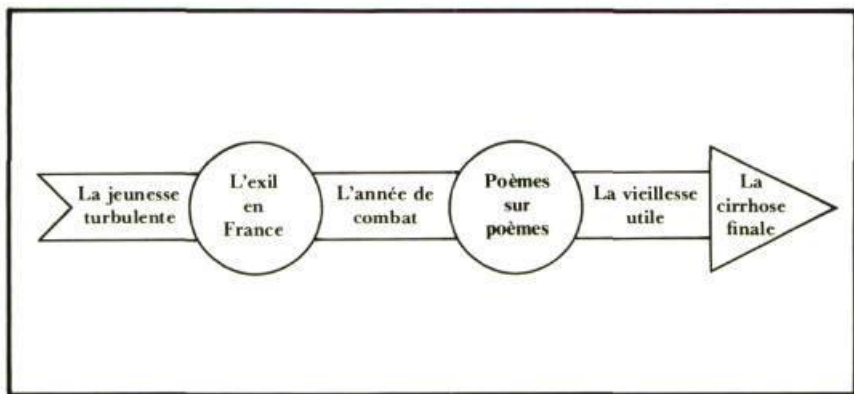 La jeunesse
turbulente
L'exil
en
France
L'année de
combat
Poèmes
sur
poèmes
La vieillesse
utile
La
cirrhose
finale